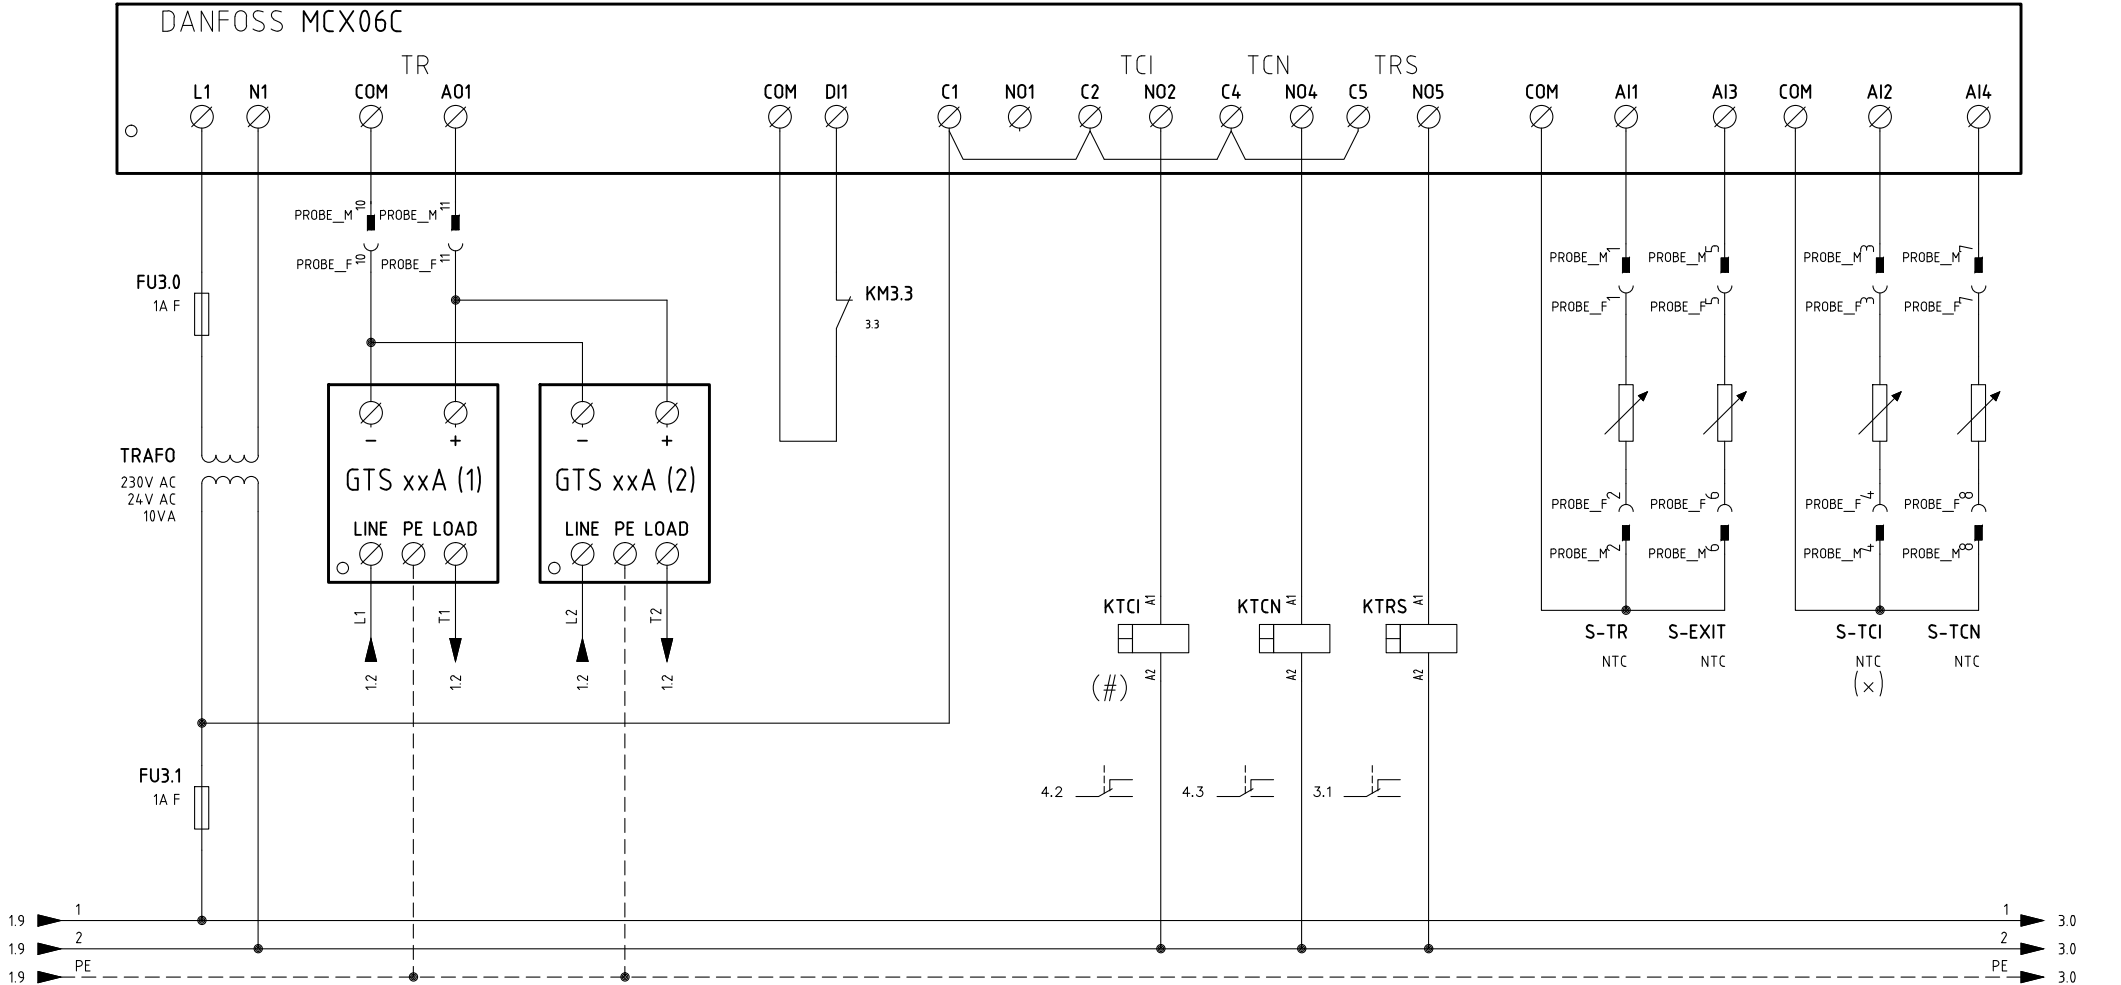 DANFOSS MCX06C
TR TCI TCN TRS
L1 N1 COM AO1 COM DI1 C1 NO1 C2 NO2 C4 NO4 C5 NO5 COM AI1 AI3 COM AI2 AI4
10 11
PROBE_M PROBE_M
10 11
PROBE_F PROBE_F
1 5 3 7
PROBE_M PROBE_M PROBE_M PROBE_M
1 5 3 7
PROBE_F PROBE_F PROBE_F PROBE_F
FU3.0
1A F
KM3.3
3.3
- + - +
TRAFO
230V AC
24V AC
10VA
GTS xxA (1) GTS xxA (2)
LINE PE LOAD LINE PE LOAD
2 6 4 8
PROBE_F PROBE_F PROBE_F PROBE_F
PROBE_M PROBE_M PROBE_M PROBE_M
2 6 4 8
L1 T1 L2 T2
1.2 1.2 1.2 1.2
KTCI A1 KTCN A1 KTRS A1
A2 A2 A2
(#)
S-TR S-EXIT S-TCI S-TCN
NTC NTC NTC NTC
(x)
FU3.1
1A F
4.2 4.3 3.1
1.9 1 1 3.0
1.9 2 2 3.0
1.9 PE PE 3.0